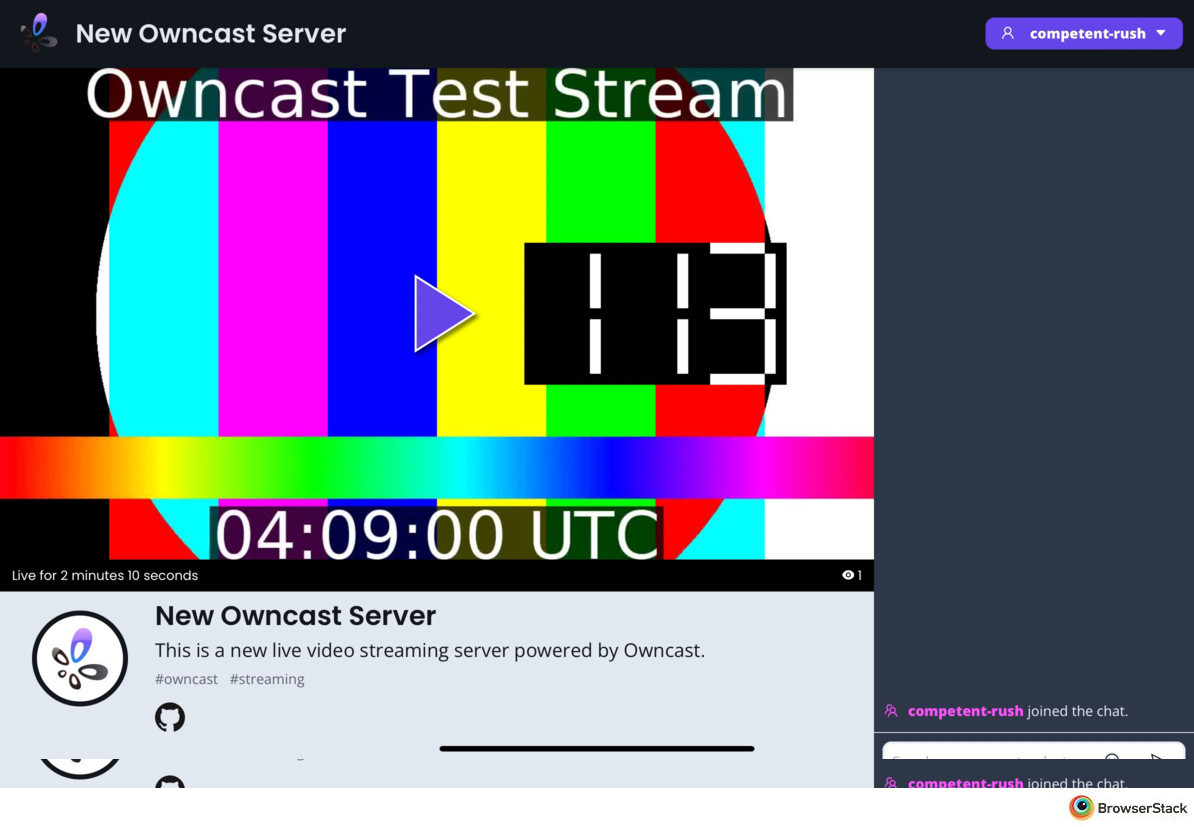 New Owncast Server
competent-rush
Owncast Test Stream
113
04:09:00 UTC
Live for 2 minutes 10 seconds
1
New Owncast Server
This is a new live video streaming server powered by Owncast.
#owncast #streaming
competent-rush joined the chat.
competent-rush joined the chat.
BrowserStack